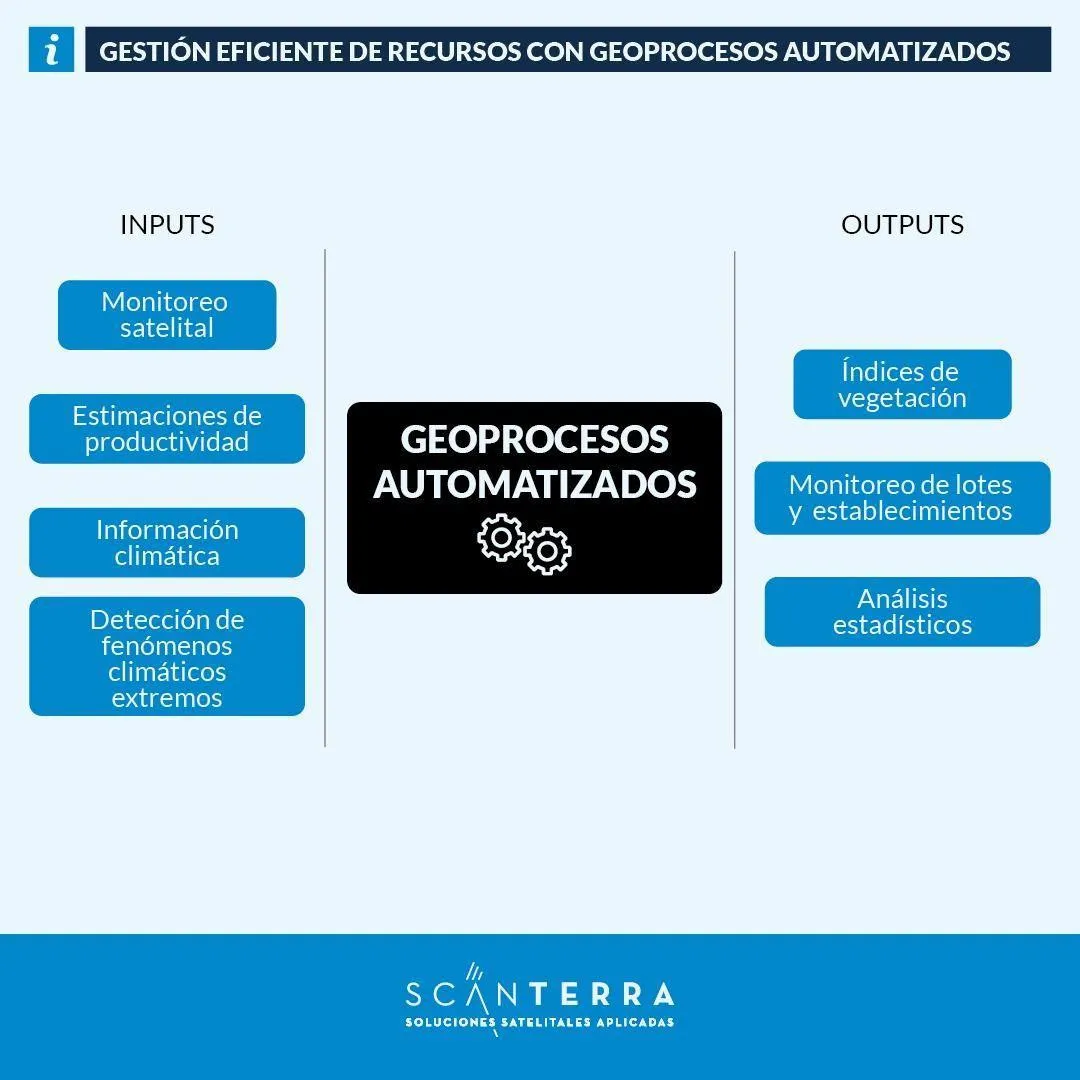 i
GESTIÓN EFICIENTE DE RECURSOS CON GEOPROCESOS AUTOMATIZADOS
INPUTS
Monitoreo
satelital
Estimaciones de
productividad
Información
climática
Detección de
fenómenos
climáticos
extremos
GEOPROCESOS
AUTOMATIZADOS
OUTPUTS
Índices de
vegetación
Monitoreo de lotes
y establecimientos
Análisis
estadísticos
SCANTERRA
SOLUCIONES SATELITALES APLICADAS